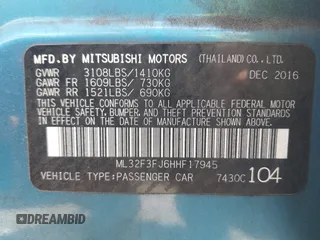 MFD.BY MITSUBISHI MOTORS (THAILAND)CO.,LTD.
GVWR 3108LBS/1410KG DEC 2016
GAWR FR 1609LBS/ 730KG
GAWR RR 1521LBS/ 690KG
THIS VEHICLE CONFORMS TO ALL APPLICABLE
FEDERAL MOTOR VEHICLE SAFETY, BUMPER,
AND THEFT PREVENTION STANDARDS IN EFFECT
ON THE DATE OF MANUFACTURE SHOWN ABOVE.
ML32F3FJ6HHF17945
VEHICLE TYPE:PASSENGER CAR 7430C 104
DREAMBID